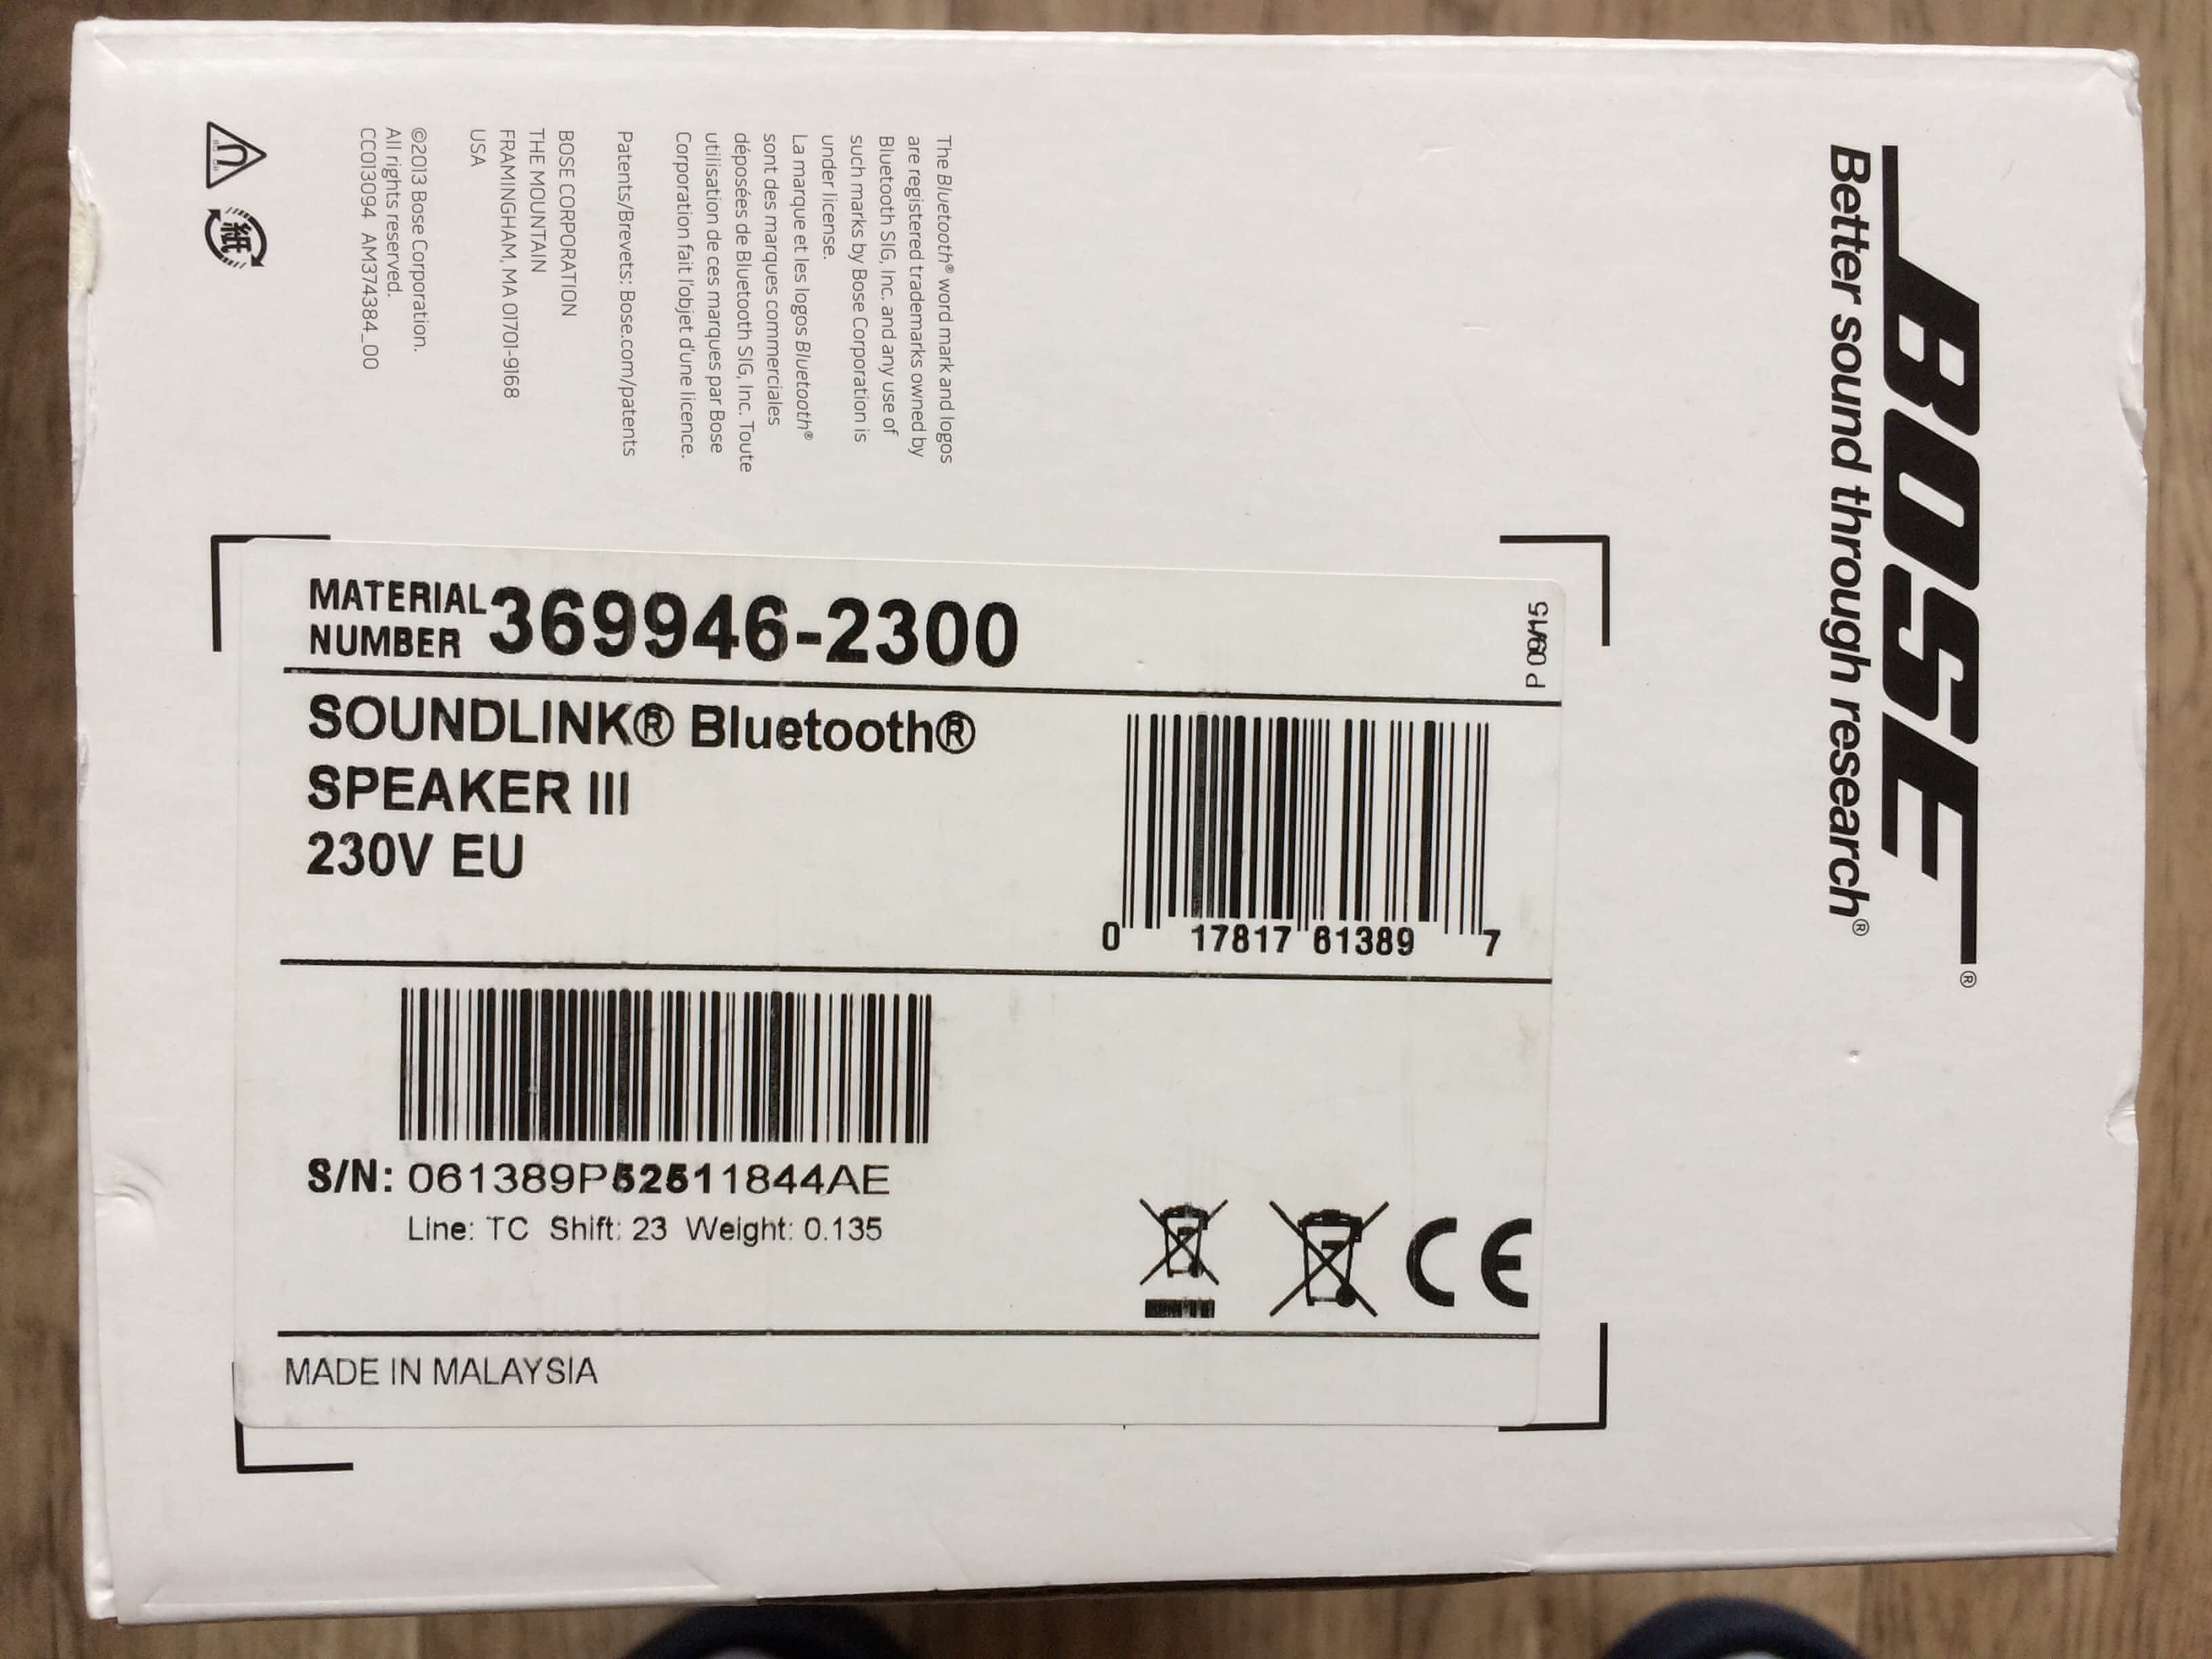 BOSE®
Better sound through research®
The Bluetooth® word mark and logos
are registered trademarks owned by
Bluetooth SIG, Inc. and any use of
such marks by Bose Corporation is
under license.
La marque et les logos Bluetooth®
sont des marques commerciales
déposées de Bluetooth SIG, Inc. Toute
utilisation de ces marques par Bose
Corporation fait l'objet d'une licence.
Patents/Brevets: Bose.com/patents
BOSE CORPORATION
THE MOUNTAIN
FRAMINGHAM, MA 01701-9168
USA
©2013 Bose Corporation.
All rights reserved.
CC013094 AM374384_00
紙
MATERIAL
NUMBER 369946-2300
SOUNDLINK® Bluetooth®
SPEAKER III
230V EU
0 17817 61389 7
S/N: 061389P52511844AE
Line: TC Shift: 23 Weight: 0.135
CE
MADE IN MALAYSIA